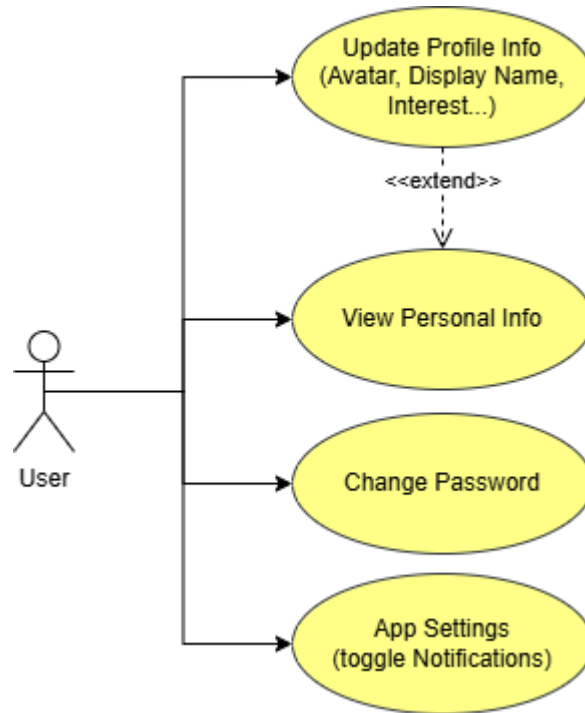 Update Profile Info
(Avatar, Display Name,
Interest...)
<<extend>>
View Personal Info
User
Change Password
App Settings
(toggle Notifications)